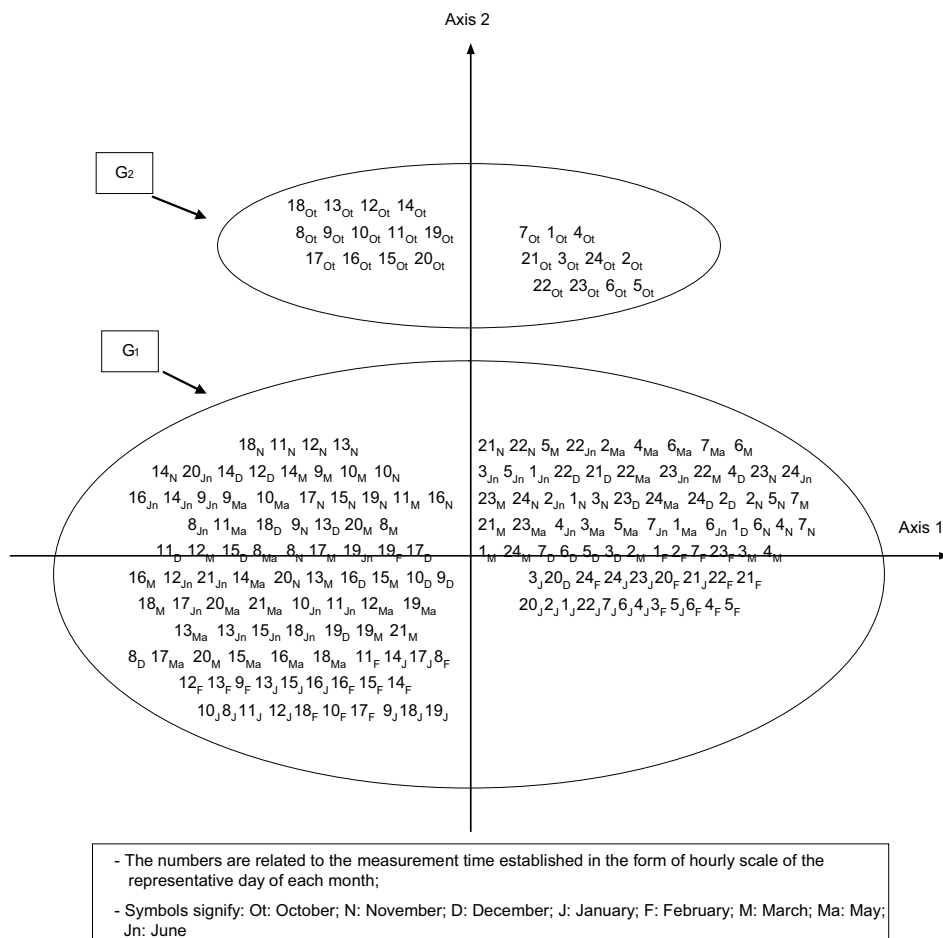 Axis 2
G2
18Ot 13Ot 12Ot 14Ot
8Ot 9Ot 10Ot 11Ot 19Ot
17Ot 16Ot 15Ot 20Ot
7Ot 1Ot 4Ot
21Ot 3Ot 24Ot 2Ot
22Ot 23Ot 6Ot 5Ot
G1
18N 11N 12N 13N
14N 20Jn 14D 12D 14M 9M 10M 10N
16Jn 14Jn 9Jn 9Ma 10Ma 17N 15N 19N 11M 16N
8Jn 11Ma 18D 9N 13D 20M 8M
11D 12M 15D 8Ma 8N 17M 19Jn 19F 17D
16M 12Jn 21Jn 14Ma 20N 13M 16D 15M 10D 9D
18M 17Jn 20Ma 21Ma 10Jn 11Jn 12Ma 19Ma
13Ma 13Jn 15Jn 18Jn 19D 19M 21M
8D 17Ma 20M 15Ma 16Ma 18Ma 11F 14J 17J 8F
12F 13F 9F 13J 15J 16J 16F 15F 14F
10J 8J 11J 12J 18F 10F 17F 9J 18J 19J
21N 22N 5M 22Jn 2Ma 4Ma 6Ma 7Ma 6M
3Jn 5Jn 1Jn 22D 21D 22Ma 23Jn 22M 4D 23N 24Jn
23M 24N 2Jn 1N 3N 23D 24Ma 24D 2D 2N 5N 7M
21M 23Ma 4Jn 3Ma 5Ma 7Jn 1Ma 6Jn 1D 6N 4N 7N
1M 24M 7D 6D 5D 3D 2M 1F 2F 7F 23F 3M 4M
3J 20D 24F 24J 23J 20F 21J 22F 21F
20J 2J 1J 22J 7J 6J 4J 3F 5J 6F 4F 5F
Axis 1
- The numbers are related to the measurement time established in the form of hourly scale of the
representative day of each month;
- Symbols signify: Ot: October; N: November; D: December; J: January; F: February; M: March; Ma: May;
Jn: June